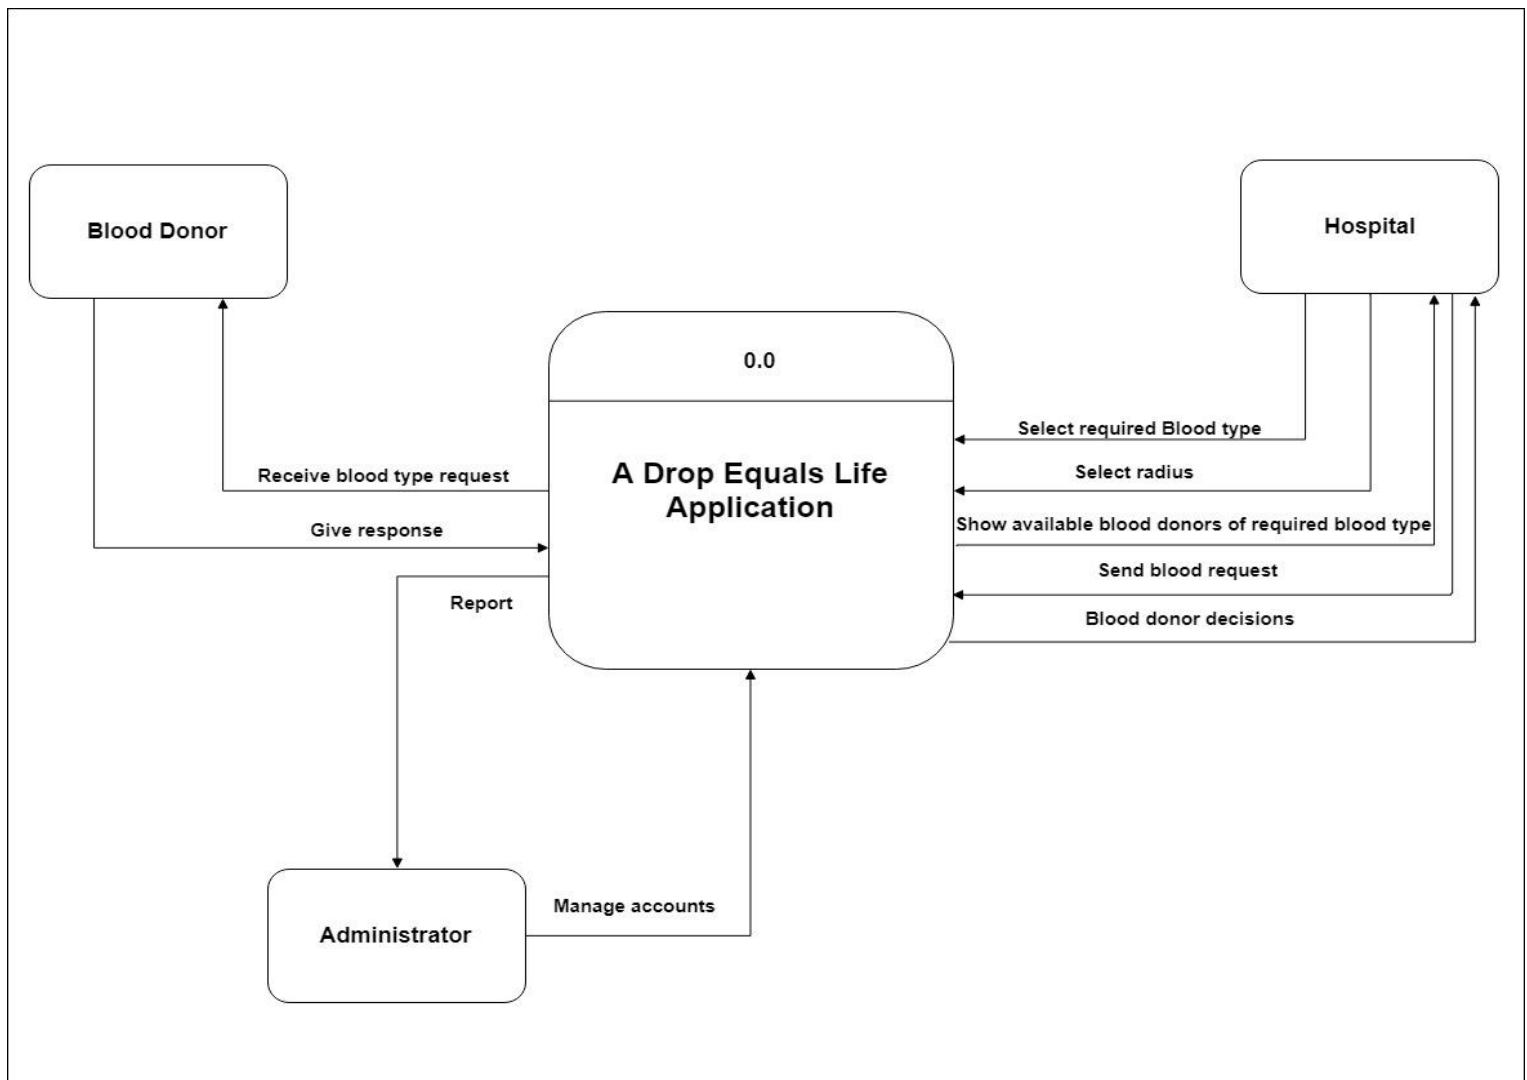 Blood Donor
Hospital
0.0
A Drop Equals Life
Application
Select required Blood type
Select radius
Show available blood donors of required blood type
Send blood request
Blood donor decisions
Receive blood type request
Give response
Report
Manage accounts
Administrator